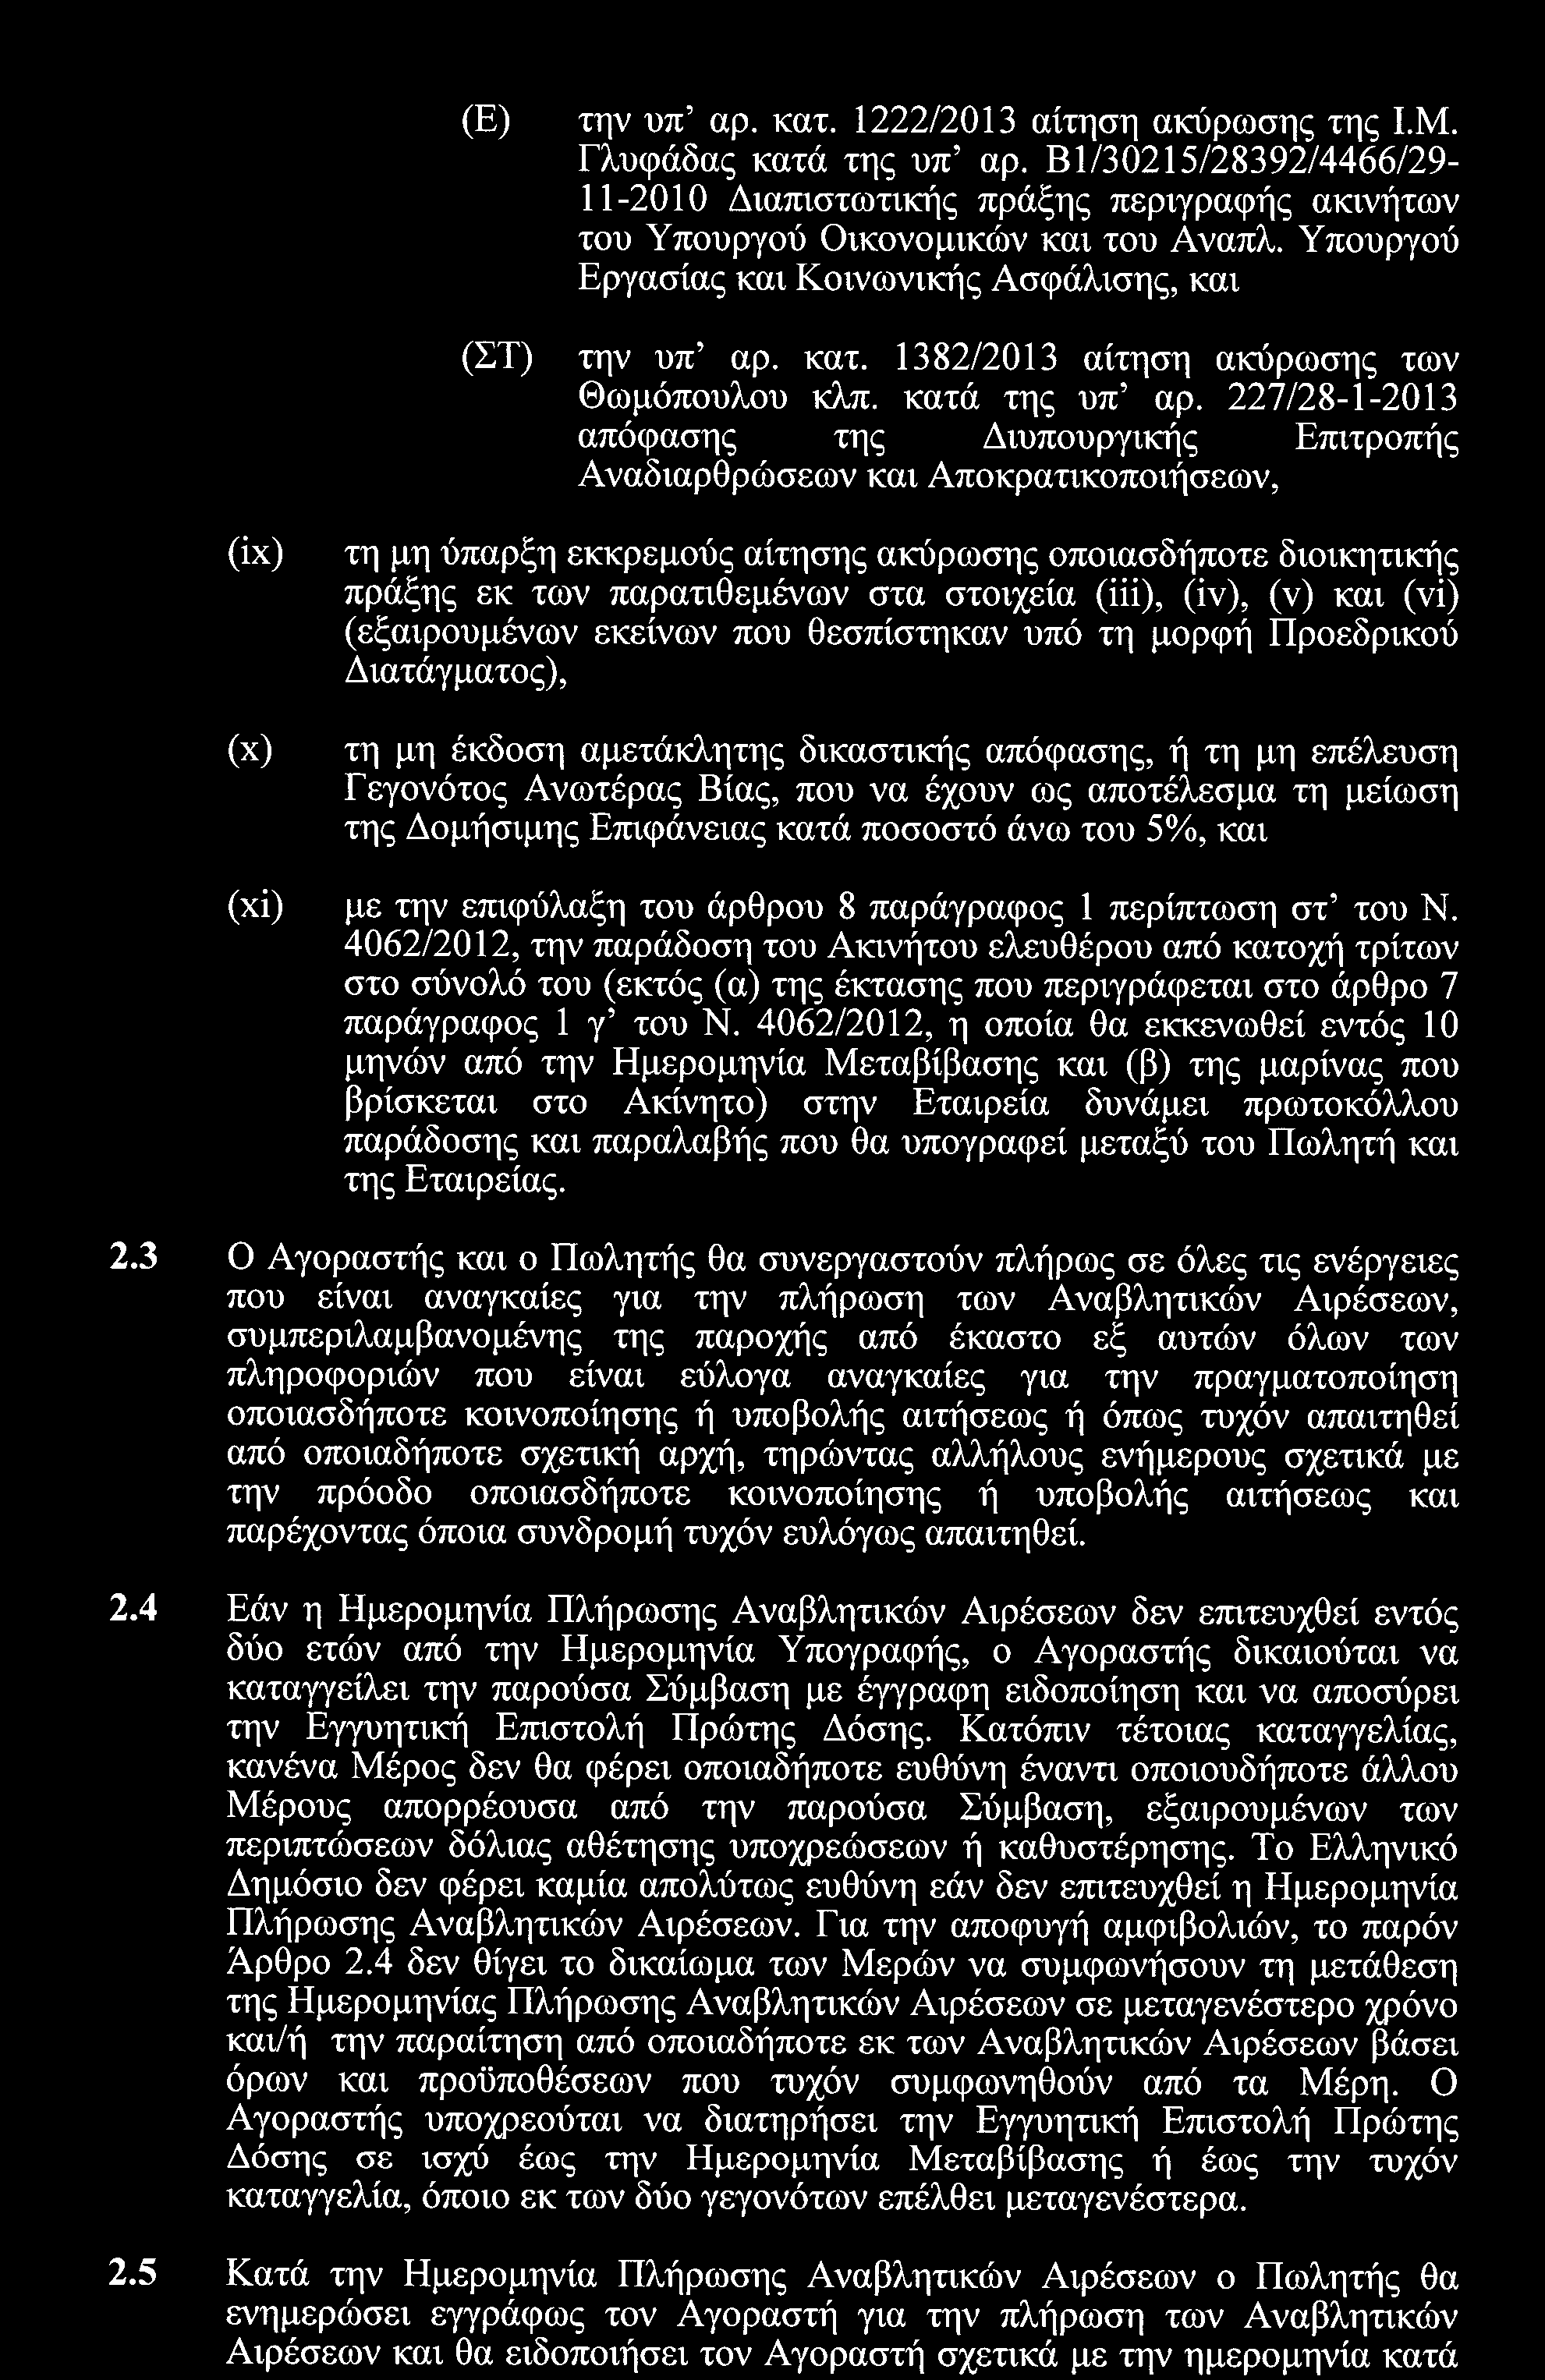 (Ε) την υπ’ αρ. κατ. 1222/2013 αίτηση ακύρωσης της Ι.Μ.
Γλυφάδας κατά της υπ’ αρ. Β1/30215/28392/4466/29-
11-2010 Διαπιστωτικής πράξης περιγραφής ακινήτων
του Υπουργού Οικονομικών και του Αναπλ. Υπουργού
Εργασίας και Κοινωνικής Ασφάλισης, και
(ΣΤ) την υπ’ αρ. κατ. 1382/2013 αίτηση ακύρωσης των
Θωμόπουλου κλπ. κατά της υπ’ αρ. 227/28-1-2013
απόφασης της Διυπουργικής Επιτροπής
Αναδιαρθρώσεων και Αποκρατικοποιήσεων,
(ix) τη μη ύπαρξη εκκρεμούς αίτησης ακύρωσης οποιασδήποτε διοικητικής
πράξης εκ των παρατιθεμένων στα στοιχεία (iii), (iv), (v) και (vi)
(εξαιρουμένων εκείνων που θεσπίστηκαν υπό τη μορφή Προεδρικού
Διατάγματος),
(x) τη μη έκδοση αμετάκλητης δικαστικής απόφασης, ή τη μη επέλευση
Γεγονότος Ανωτέρας Βίας, που να έχουν ως αποτέλεσμα τη μείωση
της Δομήσιμης Επιφάνειας κατά ποσοστό άνω του 5%, και
(xi) με την επιφύλαξη του άρθρου 8 παράγραφος 1 περίπτωση στ’ του Ν.
4062/2012, την παράδοση του Ακινήτου ελευθέρου από κατοχή τρίτων
στο σύνολό του (εκτός (α) της έκτασης που περιγράφεται στο άρθρο 7
παράγραφος 1 γ’ του Ν. 4062/2012, η οποία θα εκκενωθεί εντός 10
μηνών από την Ημερομηνία Μεταβίβασης και (β) της μαρίνας που
βρίσκεται στο Ακίνητο) στην Εταιρεία δυνάμει πρωτοκόλλου
παράδοσης και παραλαβής που θα υπογραφεί μεταξύ του Πωλητή και
της Εταιρείας.
2.3 Ο Αγοραστής και ο Πωλητής θα συνεργαστούν πλήρως σε όλες τις ενέργειες
που είναι αναγκαίες για την πλήρωση των Αναβλητικών Αιρέσεων,
συμπεριλαμβανομένης της παροχής από έκαστο εξ αυτών όλων των
πληροφοριών που είναι εύλογα αναγκαίες για την πραγματοποίηση
οποιασδήποτε κοινοποίησης ή υποβολής αιτήσεως ή όπως τυχόν απαιτηθεί
από οποιαδήποτε σχετική αρχή, τηρώντας αλλήλους ενήμερους σχετικά με
την πρόοδο οποιασδήποτε κοινοποίησης ή υποβολής αιτήσεως και
παρέχοντας όποια συνδρομή τυχόν ευλόγως απαιτηθεί.
2.4 Εάν η Ημερομηνία Πλήρωσης Αναβλητικών Αιρέσεων δεν επιτευχθεί εντός
δύο ετών από την Ημερομηνία Υπογραφής, ο Αγοραστής δικαιούται να
καταγγείλει την παρούσα Σύμβαση με έγγραφη ειδοποίηση και να αποσύρει
την Εγγυητική Επιστολή Πρώτης Δόσης. Κατόπιν τέτοιας καταγγελίας,
κανένα Μέρος δεν θα φέρει οποιαδήποτε ευθύνη έναντι οποιουδήποτε άλλου
Μέρους απορρέουσα από την παρούσα Σύμβαση, εξαιρουμένων των
περιπτώσεων δόλιας αθέτησης υποχρεώσεων ή καθυστέρησης. Το Ελληνικό
Δημόσιο δεν φέρει καμία απολύτως ευθύνη εάν δεν επιτευχθεί η Ημερομηνία
Πλήρωσης Αναβλητικών Αιρέσεων. Για την αποφυγή αμφιβολιών, το παρόν
Άρθρο 2.4 δεν θίγει το δικαίωμα των Μερών να συμφωνήσουν τη μετάθεση
της Ημερομηνίας Πλήρωσης Αναβλητικών Αιρέσεων σε μεταγενέστερο χρόνο
και/ή την παραίτηση από οποιαδήποτε εκ των Αναβλητικών Αιρέσεων βάσει
όρων και προϋποθέσεων που τυχόν συμφωνηθούν από τα Μέρη. Ο
Αγοραστής υποχρεούται να διατηρήσει την Εγγυητική Επιστολή Πρώτης
Δόσης σε ισχύ έως την Ημερομηνία Μεταβίβασης ή έως την τυχόν
καταγγελία, όποιο εκ των δύο γεγονότων επέλθει μεταγενέστερα.
2.5 Κατά την Ημερομηνία Πλήρωσης Αναβλητικών Αιρέσεων ο Πωλητής θα
ενημερώσει εγγράφως τον Αγοραστή για την πλήρωση των Αναβλητικών
Αιρέσεων και θα ειδοποιήσει τον Αγοραστή σχετικά με την ημερομηνία κατά